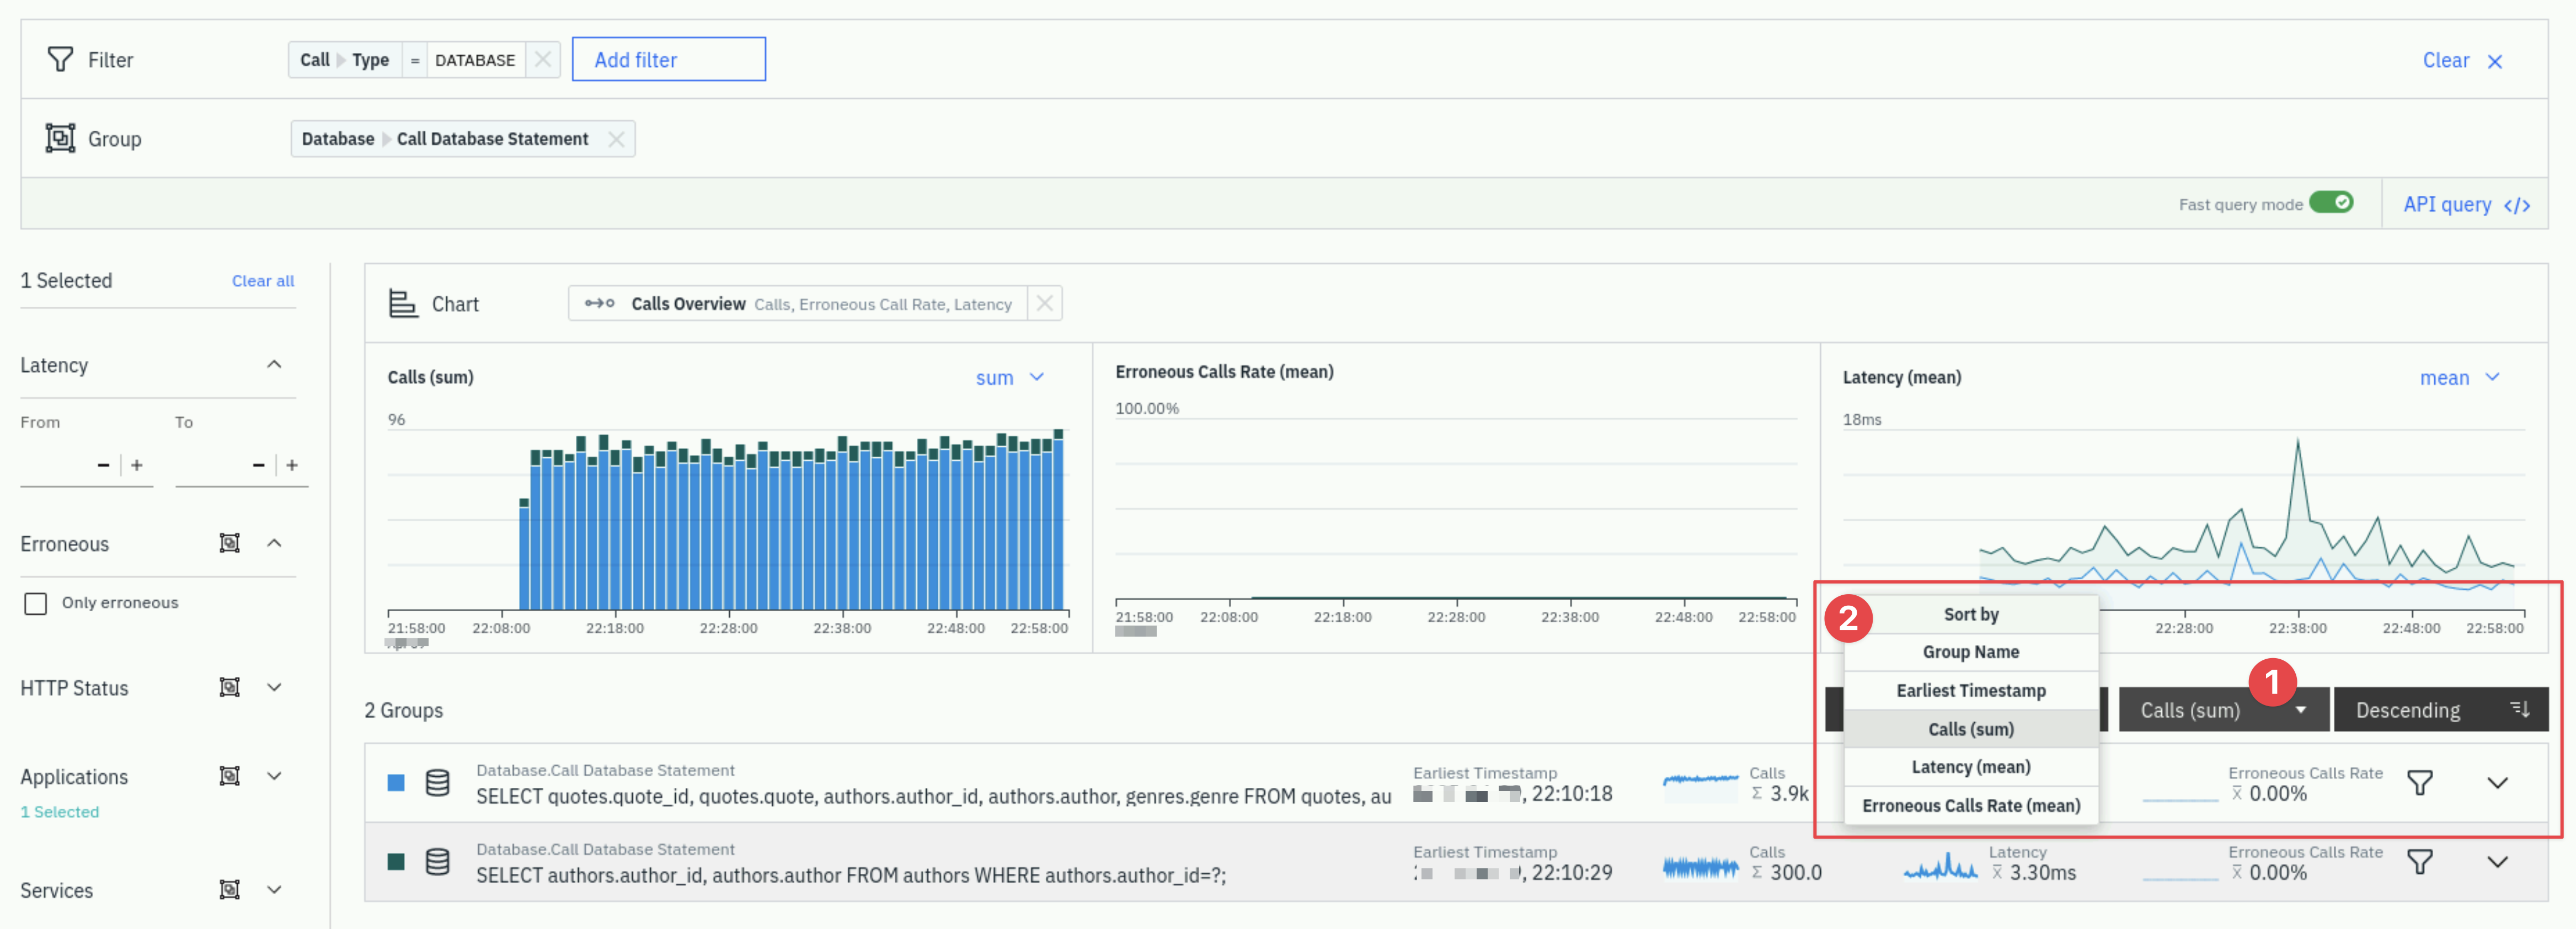 Filter
Call Type = DATABASE
Add filter
Clear
Group
Database Call Database Statement
Fast query mode
API query </>
1 Selected
Clear all
Latency
From
To
- +
- +
Erroneous
Only erroneous
HTTP Status
Applications
1 Selected
Services
Chart
Calls Overview Calls, Erroneous Call Rate, Latency
Calls (sum)
sum
96
21:58:00 22:08:00 22:18:00 22:28:00 22:38:00 22:48:00 22:58:00
Erroneous Calls Rate (mean)
100.00%
21:58:00 22:08:00 22:18:00 22:28:00 22:38:00 22:48:00 22:58:00
Latency (mean)
mean
18ms
22:28:00 22:38:00 22:48:00 22:58:00
2
Sort by
Group Name
Earliest Timestamp
Calls (sum)
Latency (mean)
Erroneous Calls Rate (mean)
1
2 Groups
Calls (sum)
Descending
Database.Call Database Statement
SELECT quotes.quote_id, quotes.quote, authors.author_id, authors.author, genres.genre FROM quotes, au
Earliest Timestamp
, 22:10:18
Calls
Σ 3.9k
Erroneous Calls Rate
x̅ 0.00%
Database.Call Database Statement
SELECT authors.author_id, authors.author FROM authors WHERE authors.author_id=?;
Earliest Timestamp
, 22:10:29
Calls
Σ 300.0
Latency
x̅ 3.30ms
Erroneous Calls Rate
x̅ 0.00%